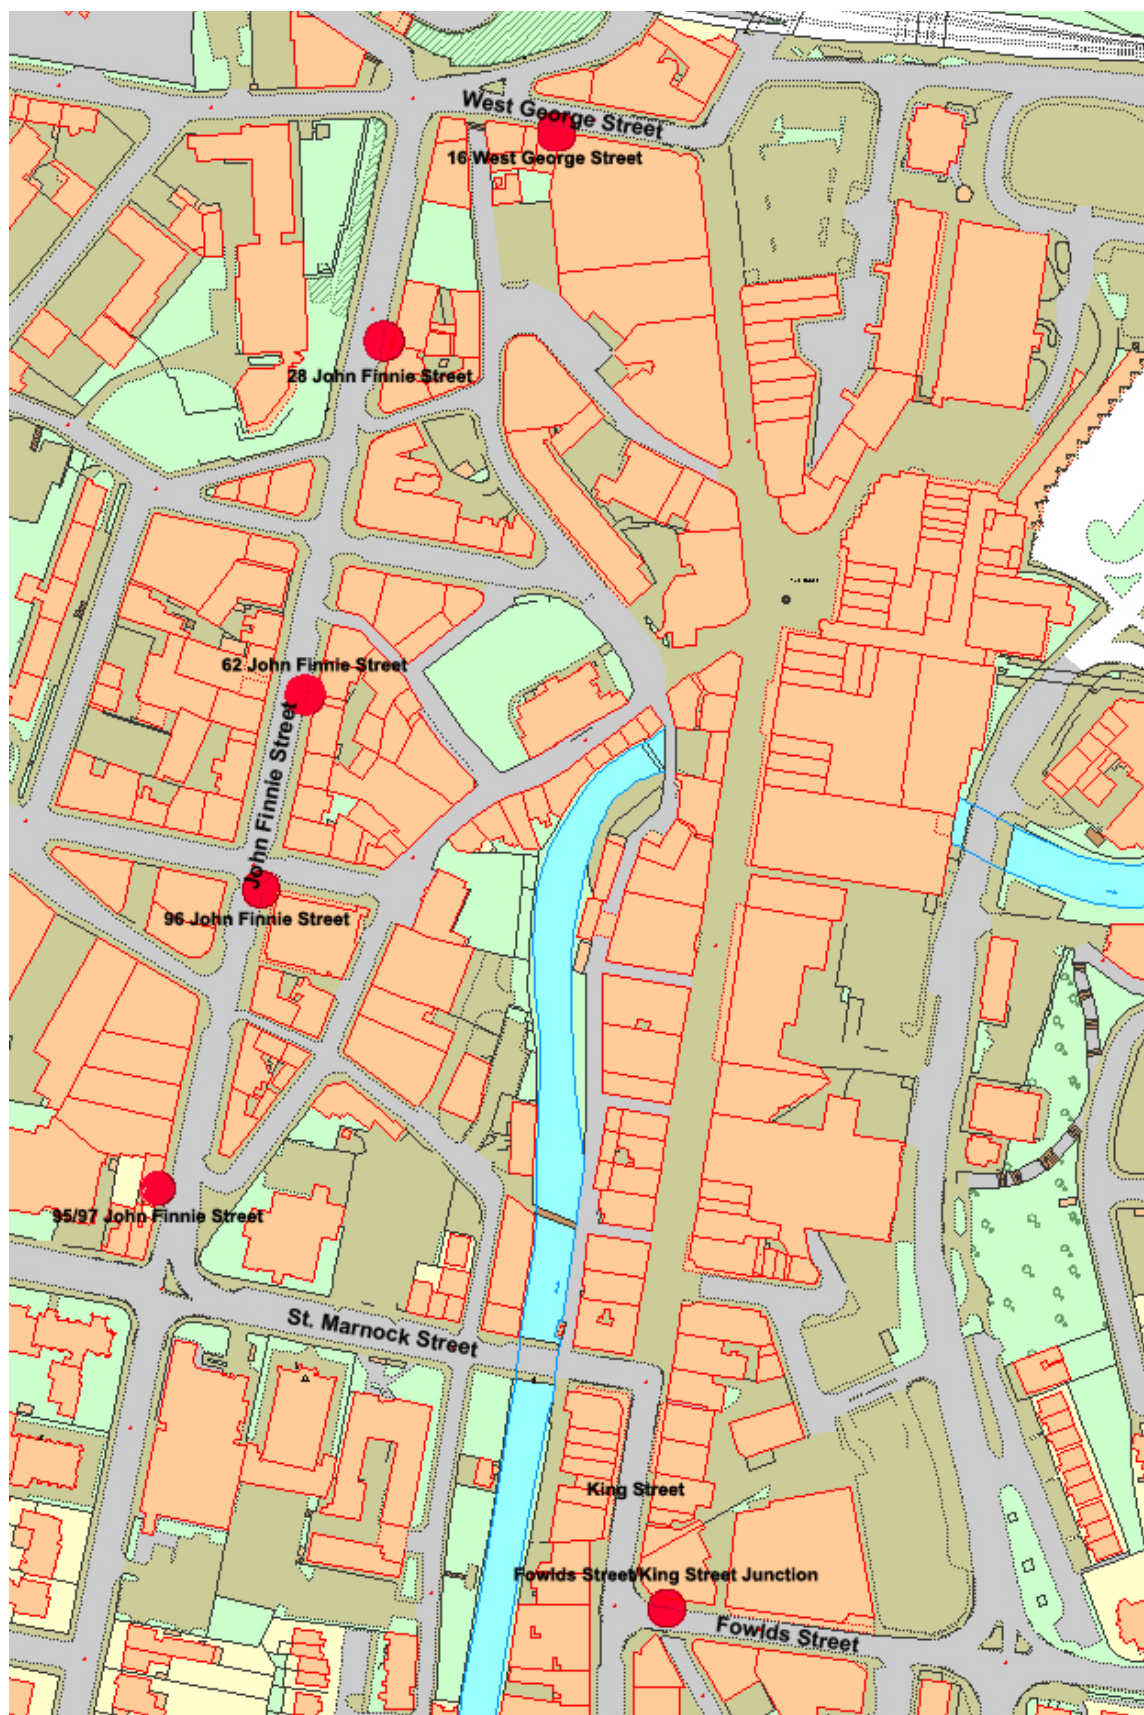 West George Street
16 West George Street
28 John Finnie Street
62 John Finnie Street
John Finnie Street
96 John Finnie Street
95/97 John Finnie Street
St. Marnock Street
King Street
Fowlds Street/King Street Junction
Fowlds Street